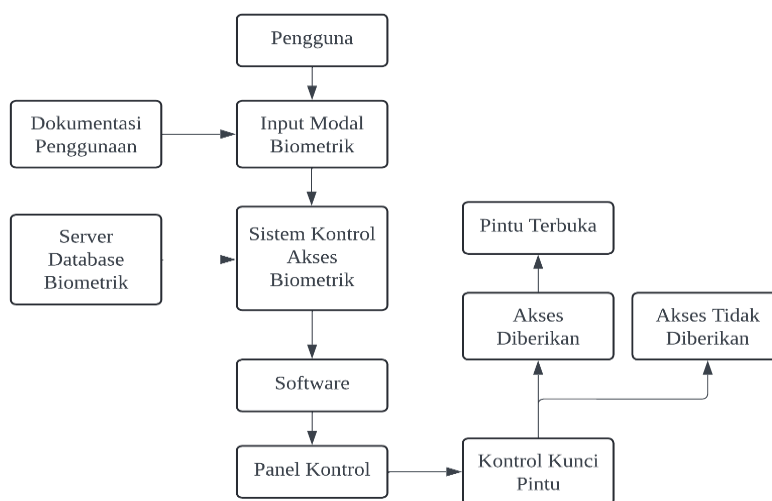 Pengguna
Dokumentasi
Penggunaan
Input Modal
Biometrik
Server
Database
Biometrik
Sistem Kontrol
Akses
Biometrik
Pintu Terbuka
Akses
Diberikan
Akses Tidak
Diberikan
Software
Panel Kontrol
Kontrol Kunci
Pintu